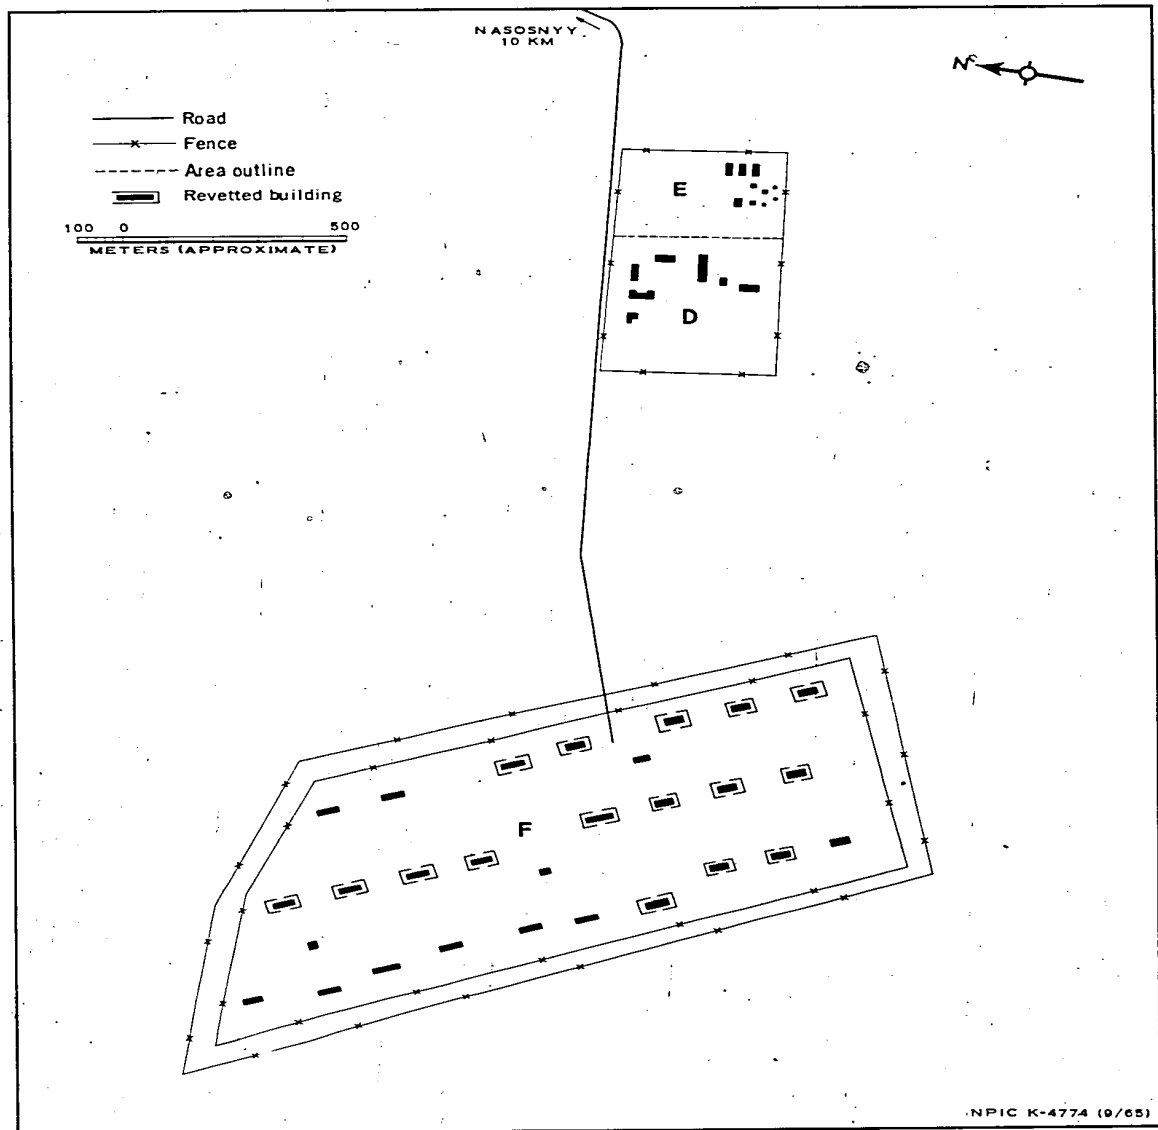 NASOSNYY
10 KM
N
Road
Fence
Area outline
Revetted building
100 0 500
METERS (APPROXIMATE)
E
D
F
NPIC K-4774 (9/65)